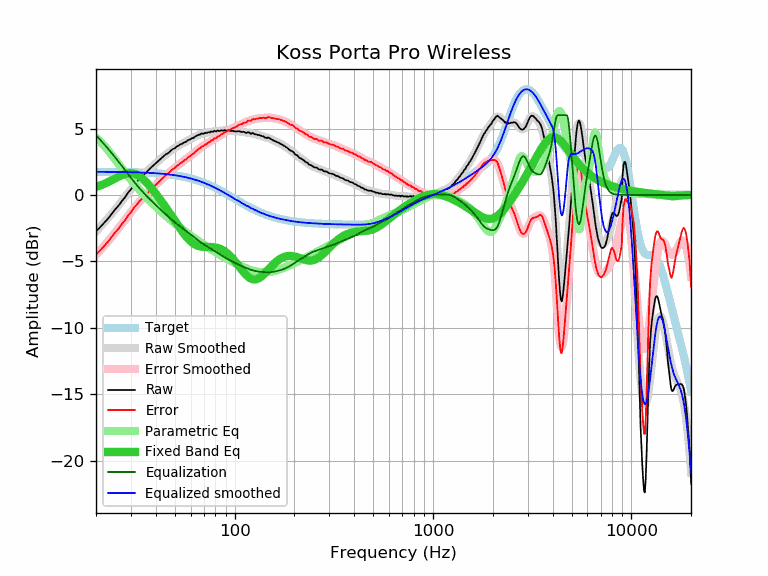 Koss Porta Pro Wireless
Amplitude (dBr)
5
0
−5
−10
−15
−20
Target
Raw Smoothed
Error Smoothed
Raw
Error
Parametric Eq
Fixed Band Eq
Equalization
Equalized smoothed
100 1000 10000
Frequency (Hz)